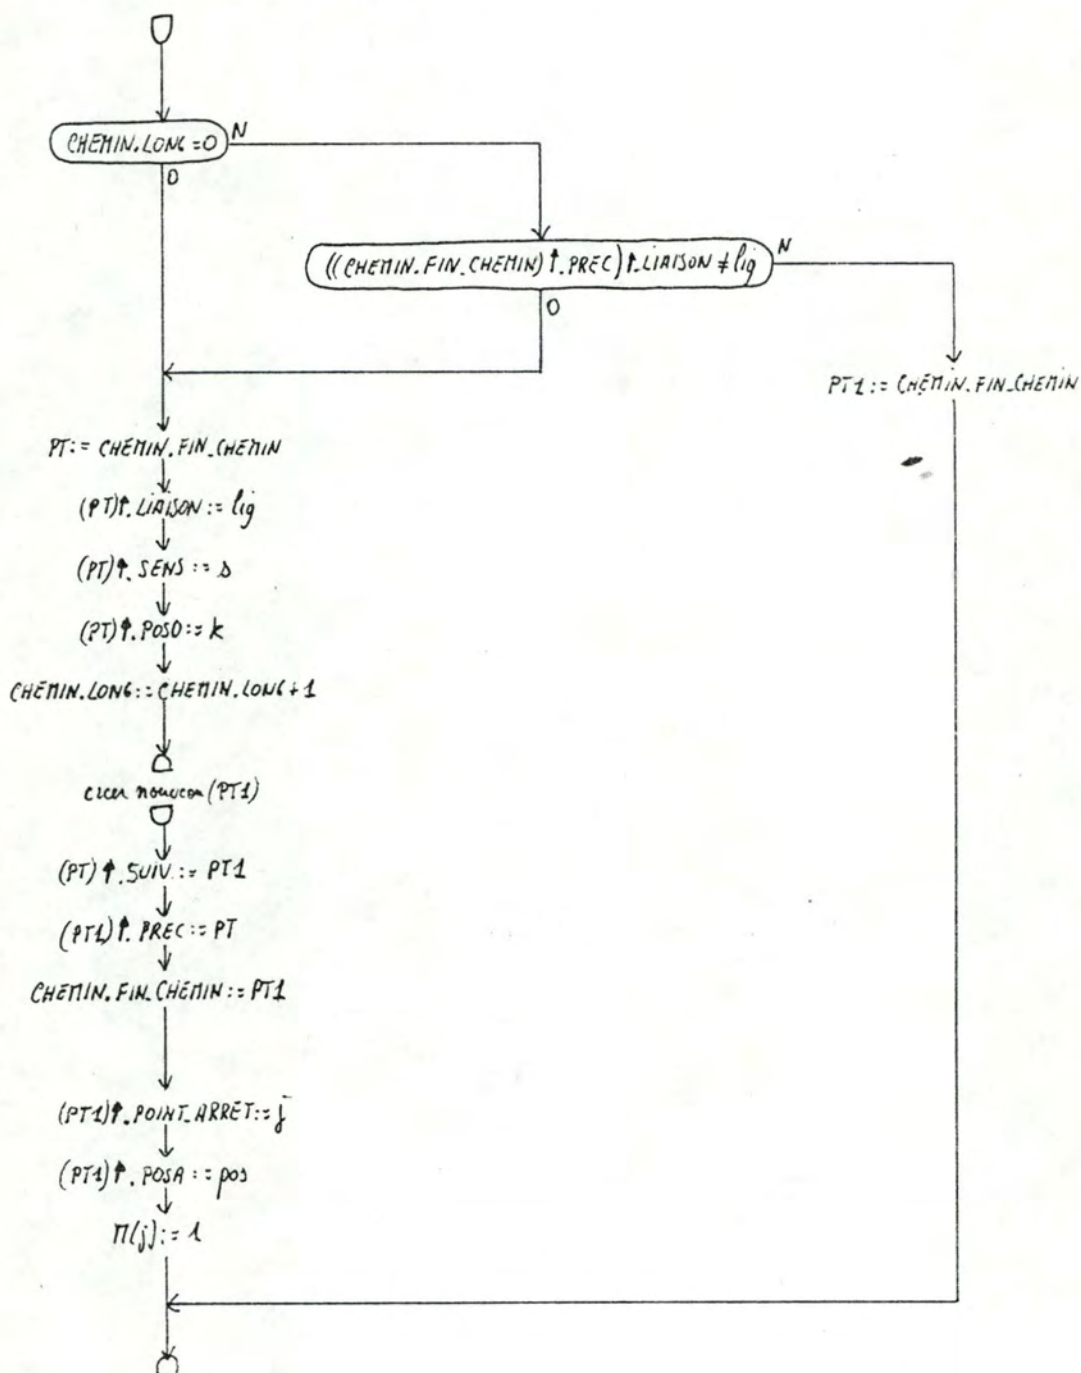 CHEMIN.LONG=0
N
O
((CHEMIN.FIN_CHEMIN)↑.PREC)↑.LIAISON ≠ lig
N
O
PT1:= CHEMIN.FIN_CHEMIN
PT:= CHEMIN.FIN_CHEMIN
(PT)↑.LIAISON:= lig
(PT)↑.SENS:= s
(PT)↑.POSD:= k
CHEMIN.LONG:=CHEMIN.LONG+1
(PT1)
(PT)↑.SUIV:= PT1
(PT1)↑.PREC:= PT
CHEMIN.FIN_CHEMIN:= PT1
(PT1)↑.POINT_ARRET:= j
(PT1)↑.POSA:= pos
M(j):= 1